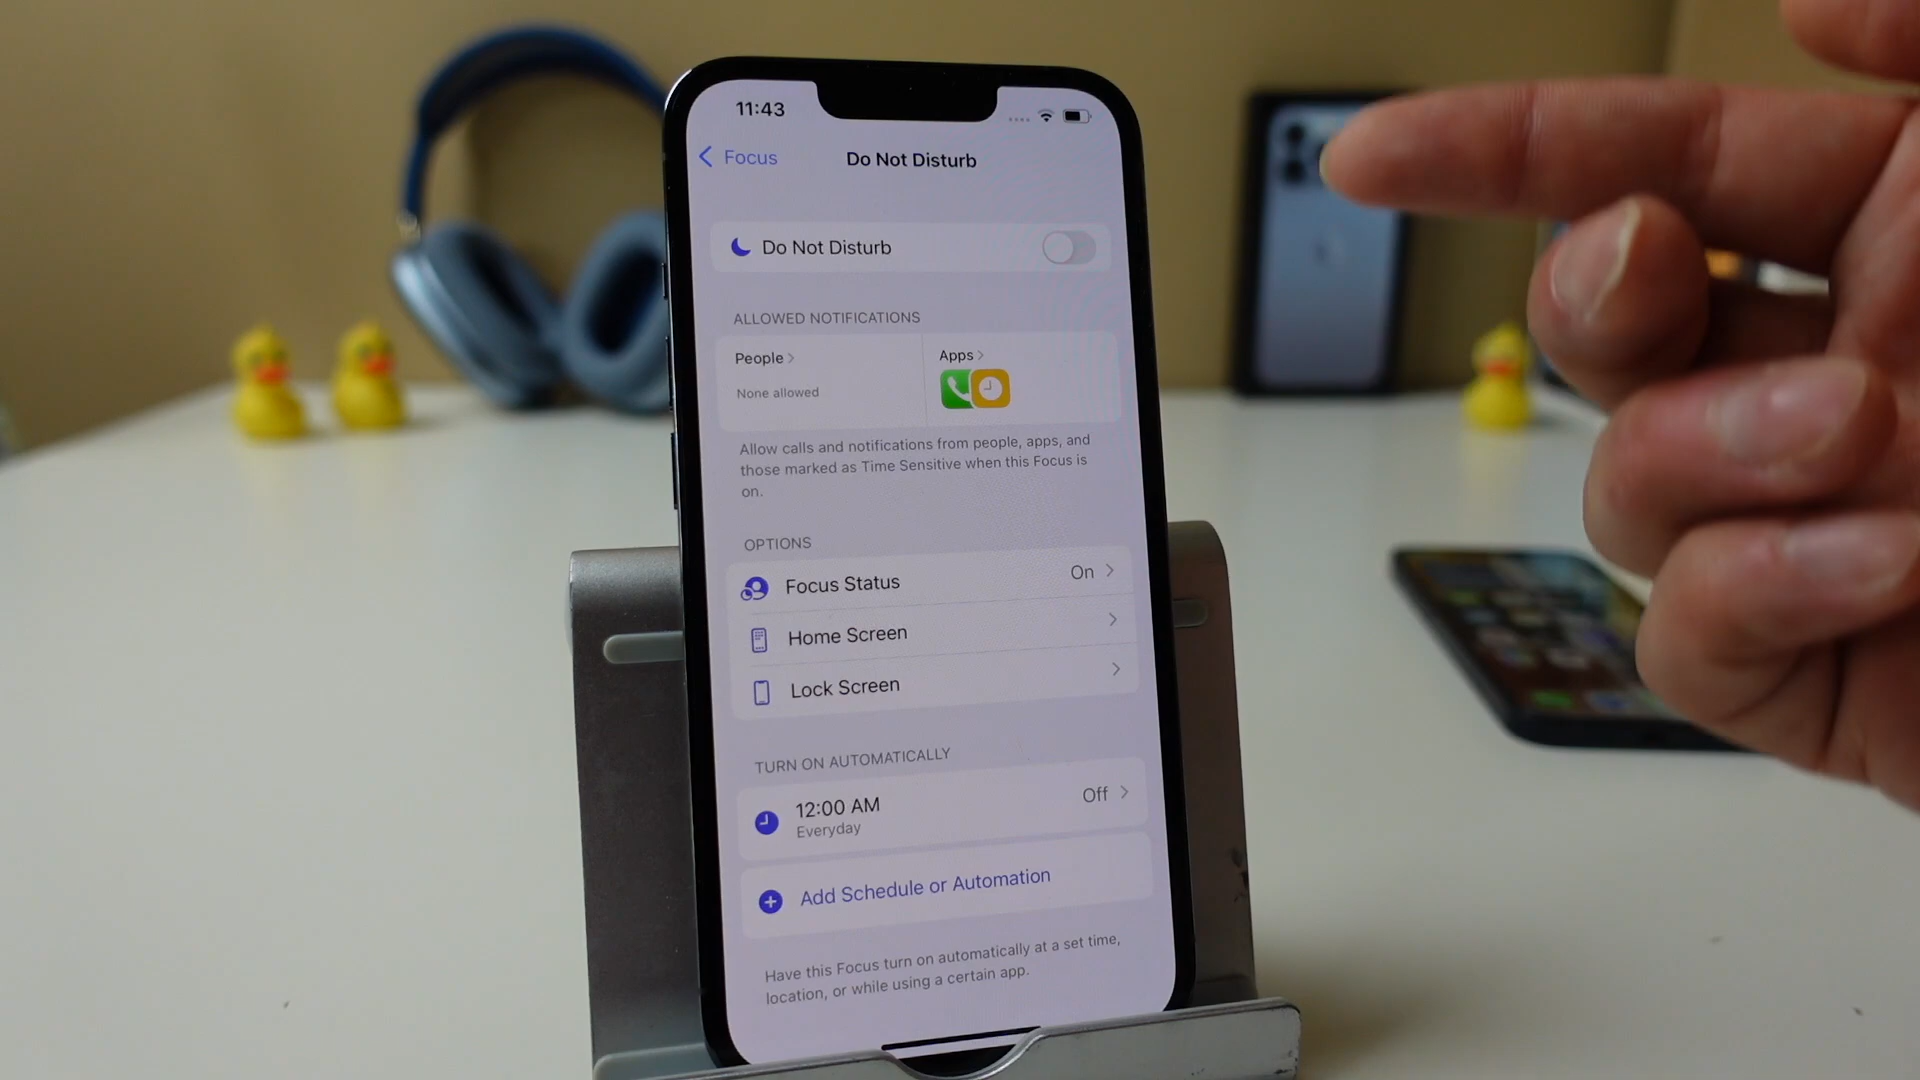 11:43
Focus
Do Not Disturb
Do Not Disturb
ALLOWED NOTIFICATIONS
People
Apps
None allowed
Allow calls and notifications from people, apps, and
those marked as Time Sensitive when this Focus is
on.
OPTIONS
Focus Status
On
Home Screen
Lock Screen
TURN ON AUTOMATICALLY
12:00 AM
Off
Everyday
Add Schedule or Automation
Have this Focus turn on automatically at a set time,
location, or while using a certain app.